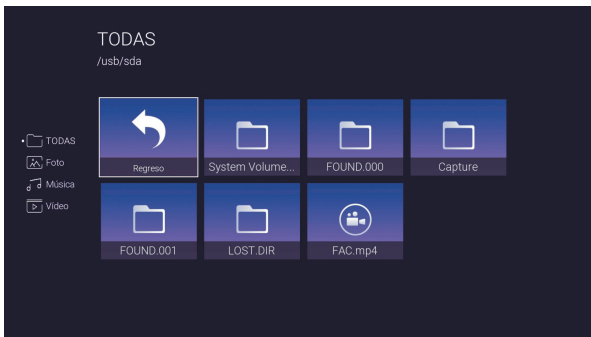 TODAS
/usb/sda
TODAS
Foto
Música
Vídeo
Regreso
System Volume...
FOUND.000
Capture
FOUND.001
LOST.DIR
FAC.mp4